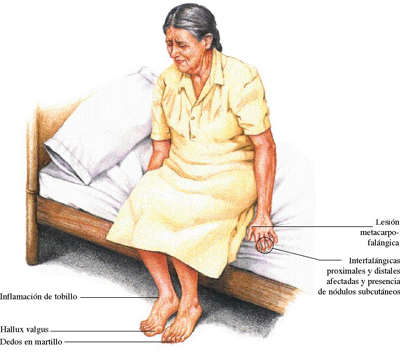 Lesión
metacarpo-
falángica
Interfalángicas
proximales y distales
afectadas y presencia
de nódulos subcutáneos
Inflamación de tobillo
Hallux valgus
Dedos en martillo